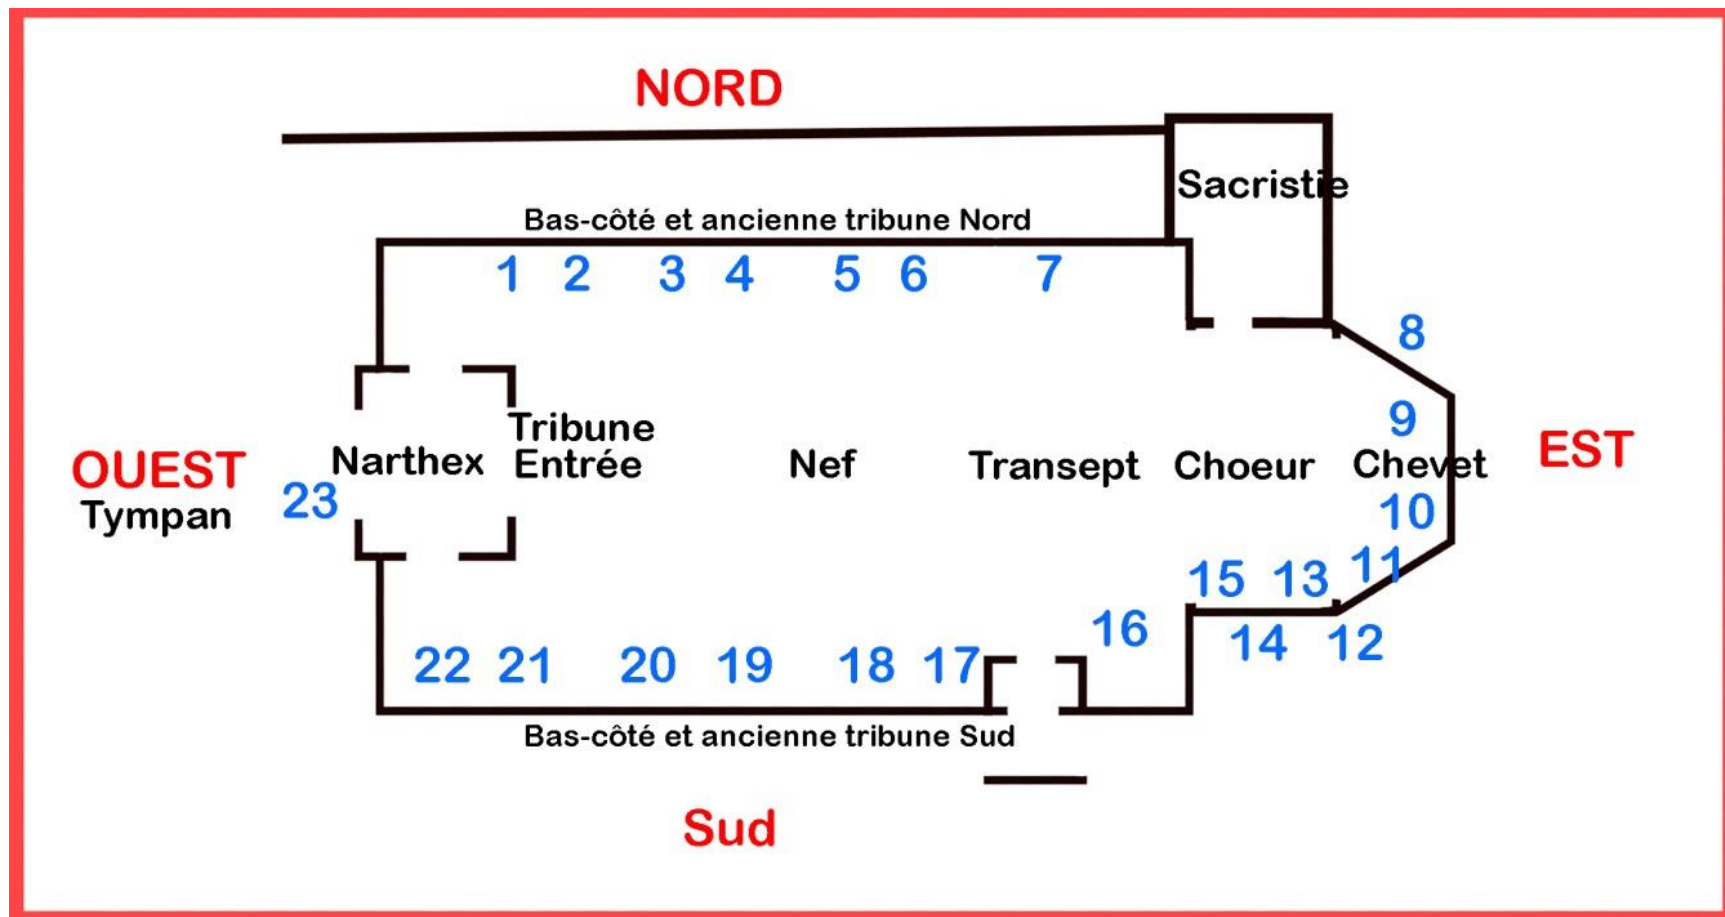 NORD
Sacristie
Bas-côté et ancienne tribune Nord
1 2 3 4 5 6 7
8
9
OUEST
Tympan
23
Narthex
Tribune
Entrée
Nef
Transept
Choeur
Chevet
EST
10
11
15 13
14 12
16
22 21 20 19 18 17
Bas-côté et ancienne tribune Sud
Sud